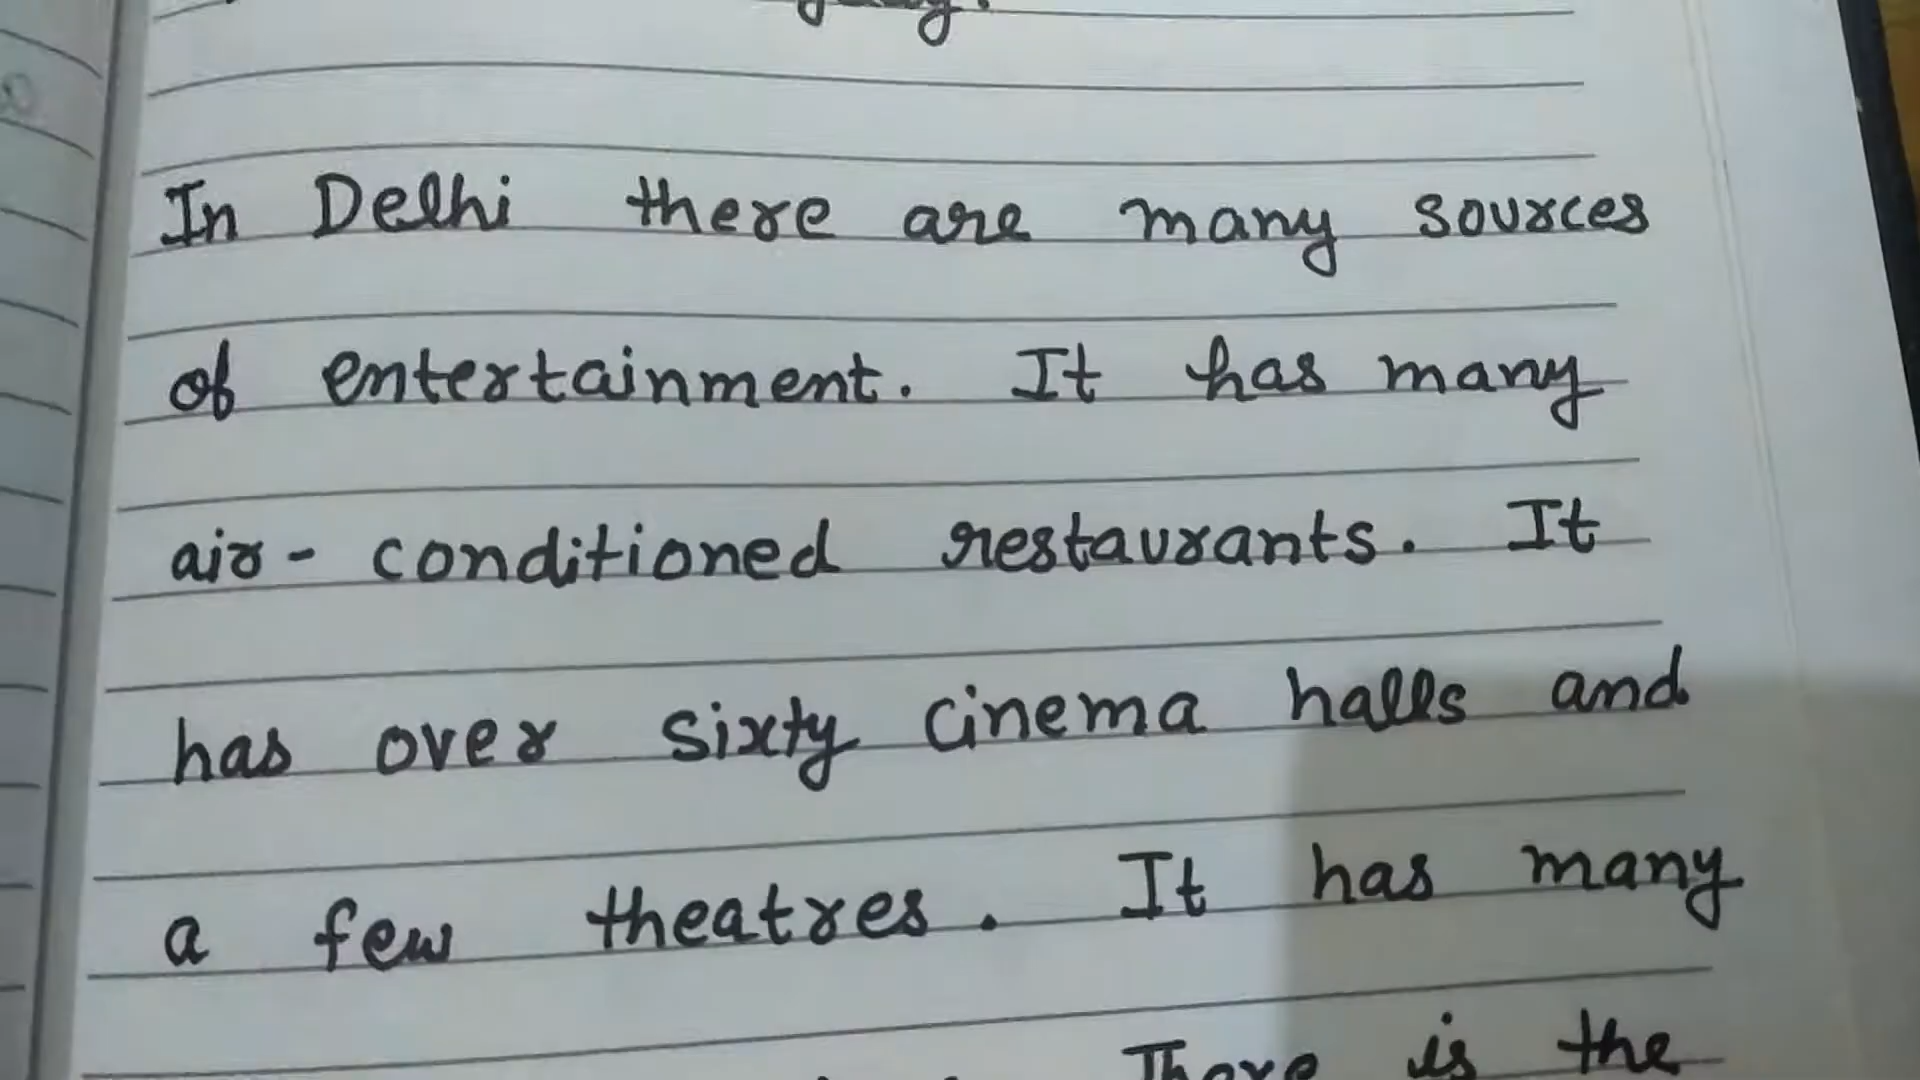 In Delhi there are many sources
of entertainment. It has many
air-conditioned restaurants. It
has over sixty cinema halls and
a few theatres. It has many
There is the